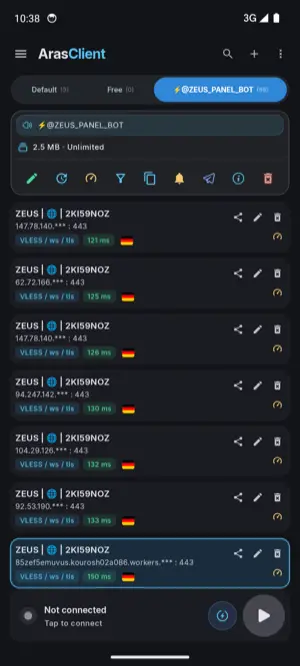 10:38
3G
ArasClient
Default (3)
Free (0)
⚡@ZEUS_PANEL_BOT
⚡@ZEUS_PANEL_BOT
2.5 MB · Unlimited
ZEUS | 🌐 | 2KI59NOZ
147.78.140.*** : 443
VLESS / ws / tls 121 ms
ZEUS | 🌐 | 2KI59NOZ
62.72.166.*** : 443
VLESS / ws / tls 125 ms
ZEUS | 🌐 | 2KI59NOZ
147.78.140.*** : 443
VLESS / ws / tls 126 ms
ZEUS | 🌐 | 2KI59NOZ
94.247.142.*** : 443
VLESS / ws / tls 130 ms
ZEUS | 🌐 | 2KI59NOZ
104.29.126.*** : 443
VLESS / ws / tls 132 ms
ZEUS | 🌐 | 2KI59NOZ
92.53.190.*** : 443
VLESS / ws / tls 133 ms
ZEUS | 🌐 | 2KI59NOZ
85zef5emuvus.kourosh02a086.workers.*** : 443
VLESS / ws / tls 190 ms
Not connected
Tap to connect